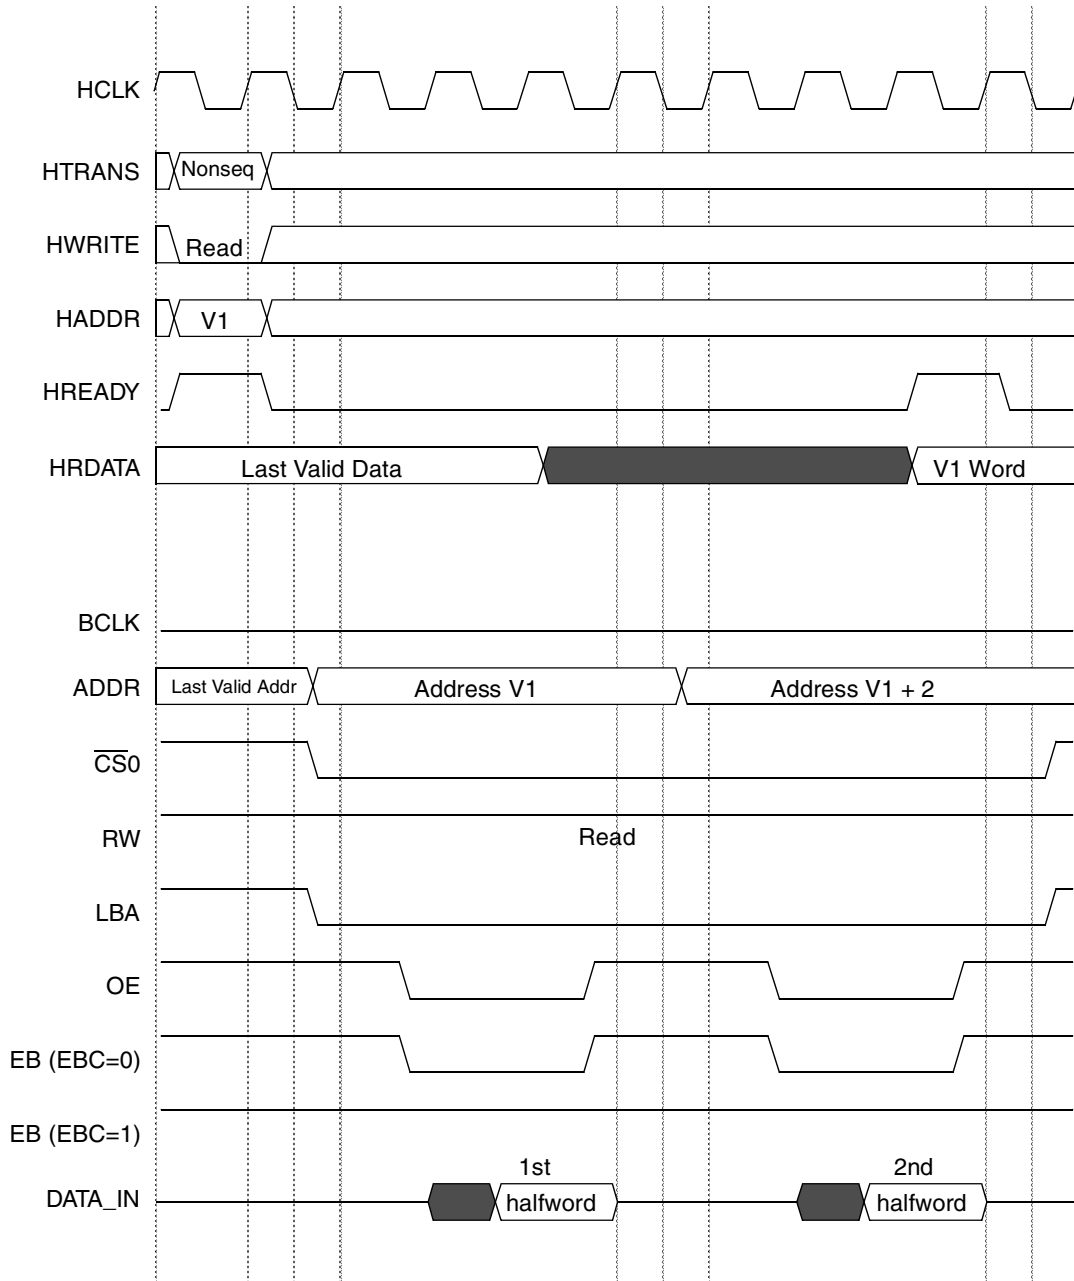 HCLK
HTRANS Nonseq
HWRITE Read
HADDR V1
HREADY
HRDATA Last Valid Data V1 Word
BCLK
ADDR Last Valid Addr Address V1 Address V1 + 2
CS0
RW Read
LBA
OE
EB (EBC=0)
EB (EBC=1)
1st 2nd
DATA_IN halfword halfword